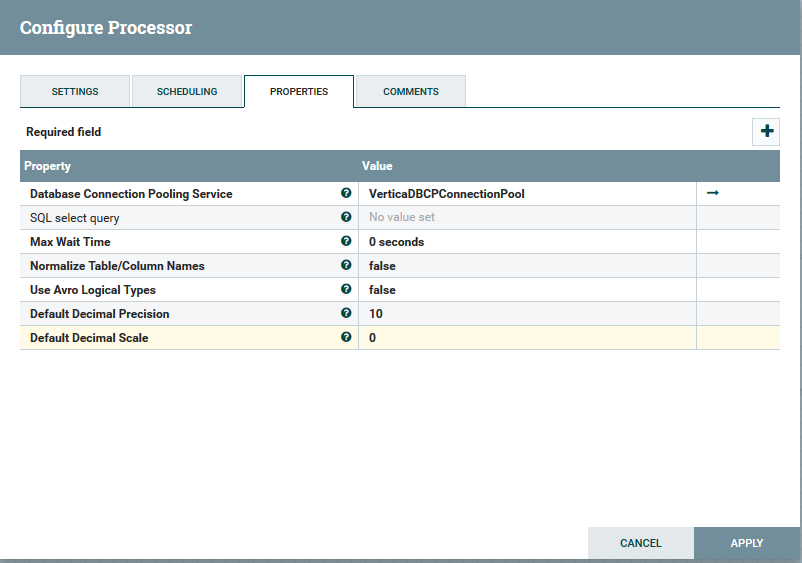 Configure Processor
SETTINGS SCHEDULING PROPERTIES COMMENTS
Required field
Property Value
Database Connection Pooling Service VerticaDBCPConnectionPool
SQL select query No value set
Max Wait Time 0 seconds
Normalize Table/Column Names false
Use Avro Logical Types false
Default Decimal Precision 10
Default Decimal Scale 0
CANCEL APPLY